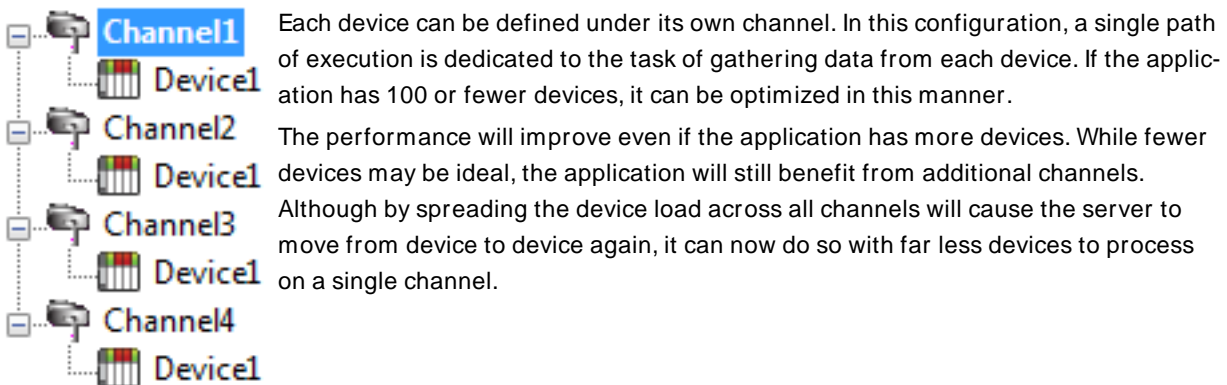 Channel1
Device1
Channel2
Device1
Channel3
Device1
Channel4
Device1
Each device can be defined under its own channel. In this configuration, a single path
of execution is dedicated to the task of gathering data from each device. If the applic-
ation has 100 or fewer devices, it can be optimized in this manner.
The performance will improve even if the application has more devices. While fewer
devices may be ideal, the application will still benefit from additional channels.
Although by spreading the device load across all channels will cause the server to
move from device to device again, it can now do so with far less devices to process
on a single channel.